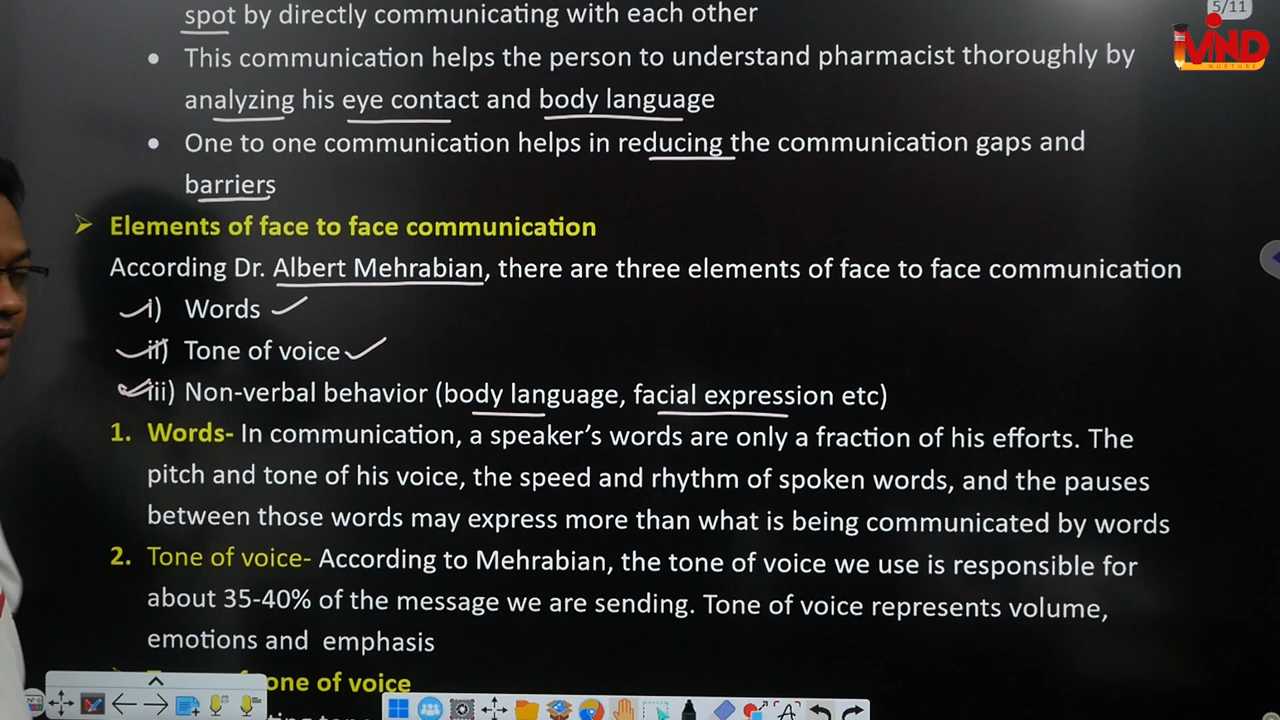 spot by directly communicating with each other
5/11
MIND
NURTURE
• This communication helps the person to understand pharmacist thoroughly by
analyzing his eye contact and body language
• One to one communication helps in reducing the communication gaps and
barriers
➢ Elements of face to face communication
According Dr. Albert Mehrabian, there are three elements of face to face communication
i) Words
ii) Tone of voice
iii) Non-verbal behavior (body language, facial expression etc)
1. Words- In communication, a speaker's words are only a fraction of his efforts. The
pitch and tone of his voice, the speed and rhythm of spoken words, and the pauses
between those words may express more than what is being communicated by words
2. Tone of voice- According to Mehrabian, the tone of voice we use is responsible for
about 35-40% of the message we are sending. Tone of voice represents volume,
emotions and emphasis
one of voice